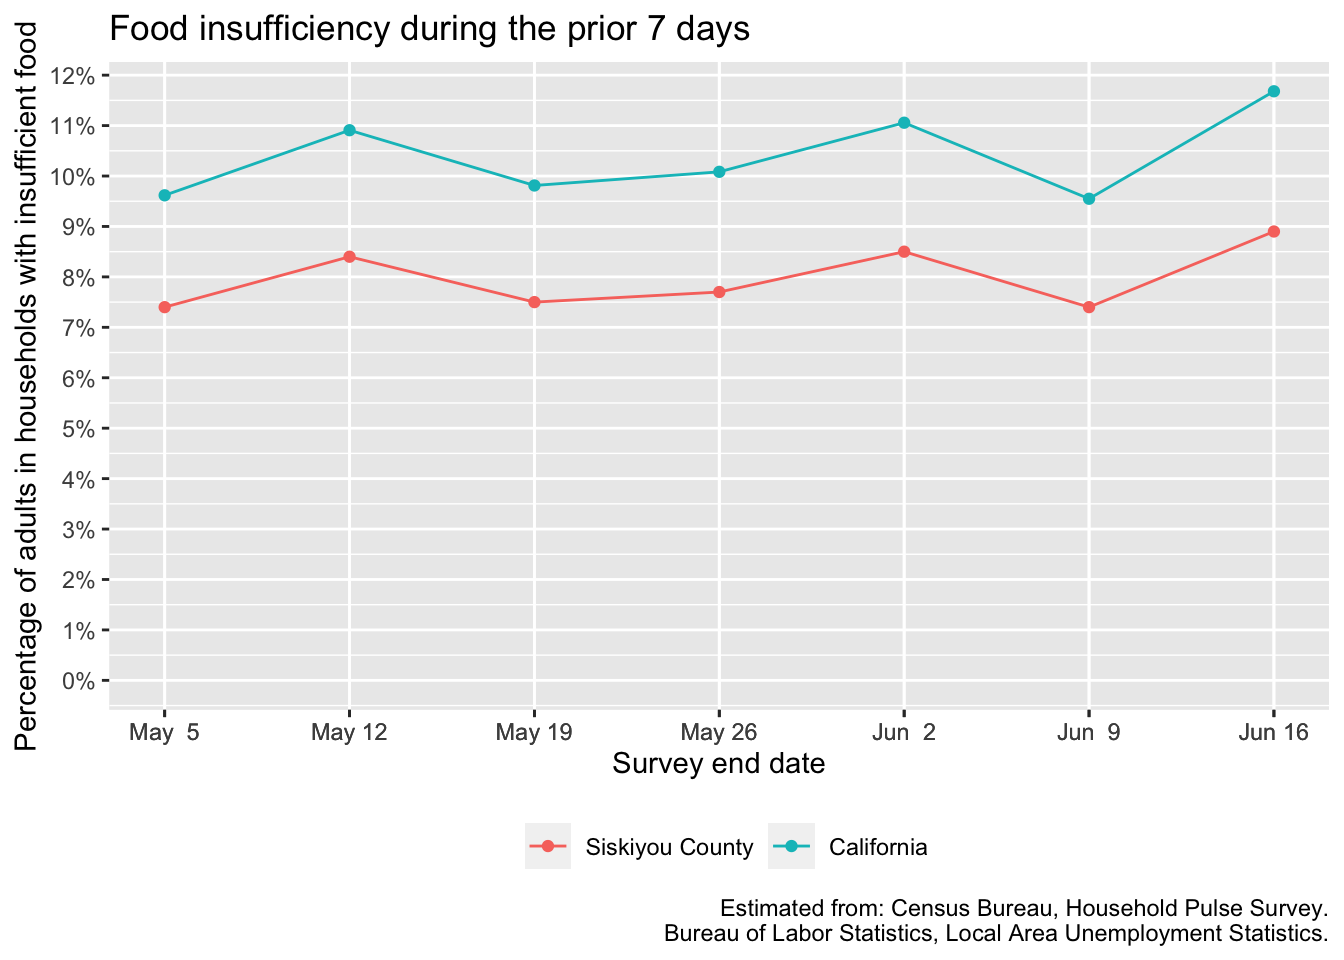 Food insufficiency during the prior 7 days
Percentage of adults in households with insufficient food
12%
11%
10%
9%
8%
7%
6%
5%
4%
3%
2%
1%
0%
May  5 May 12 May 19 May 26 Jun  2 Jun  9 Jun 16
Survey end date
Siskiyou County California
Estimated from: Census Bureau, Household Pulse Survey.
Bureau of Labor Statistics, Local Area Unemployment Statistics.